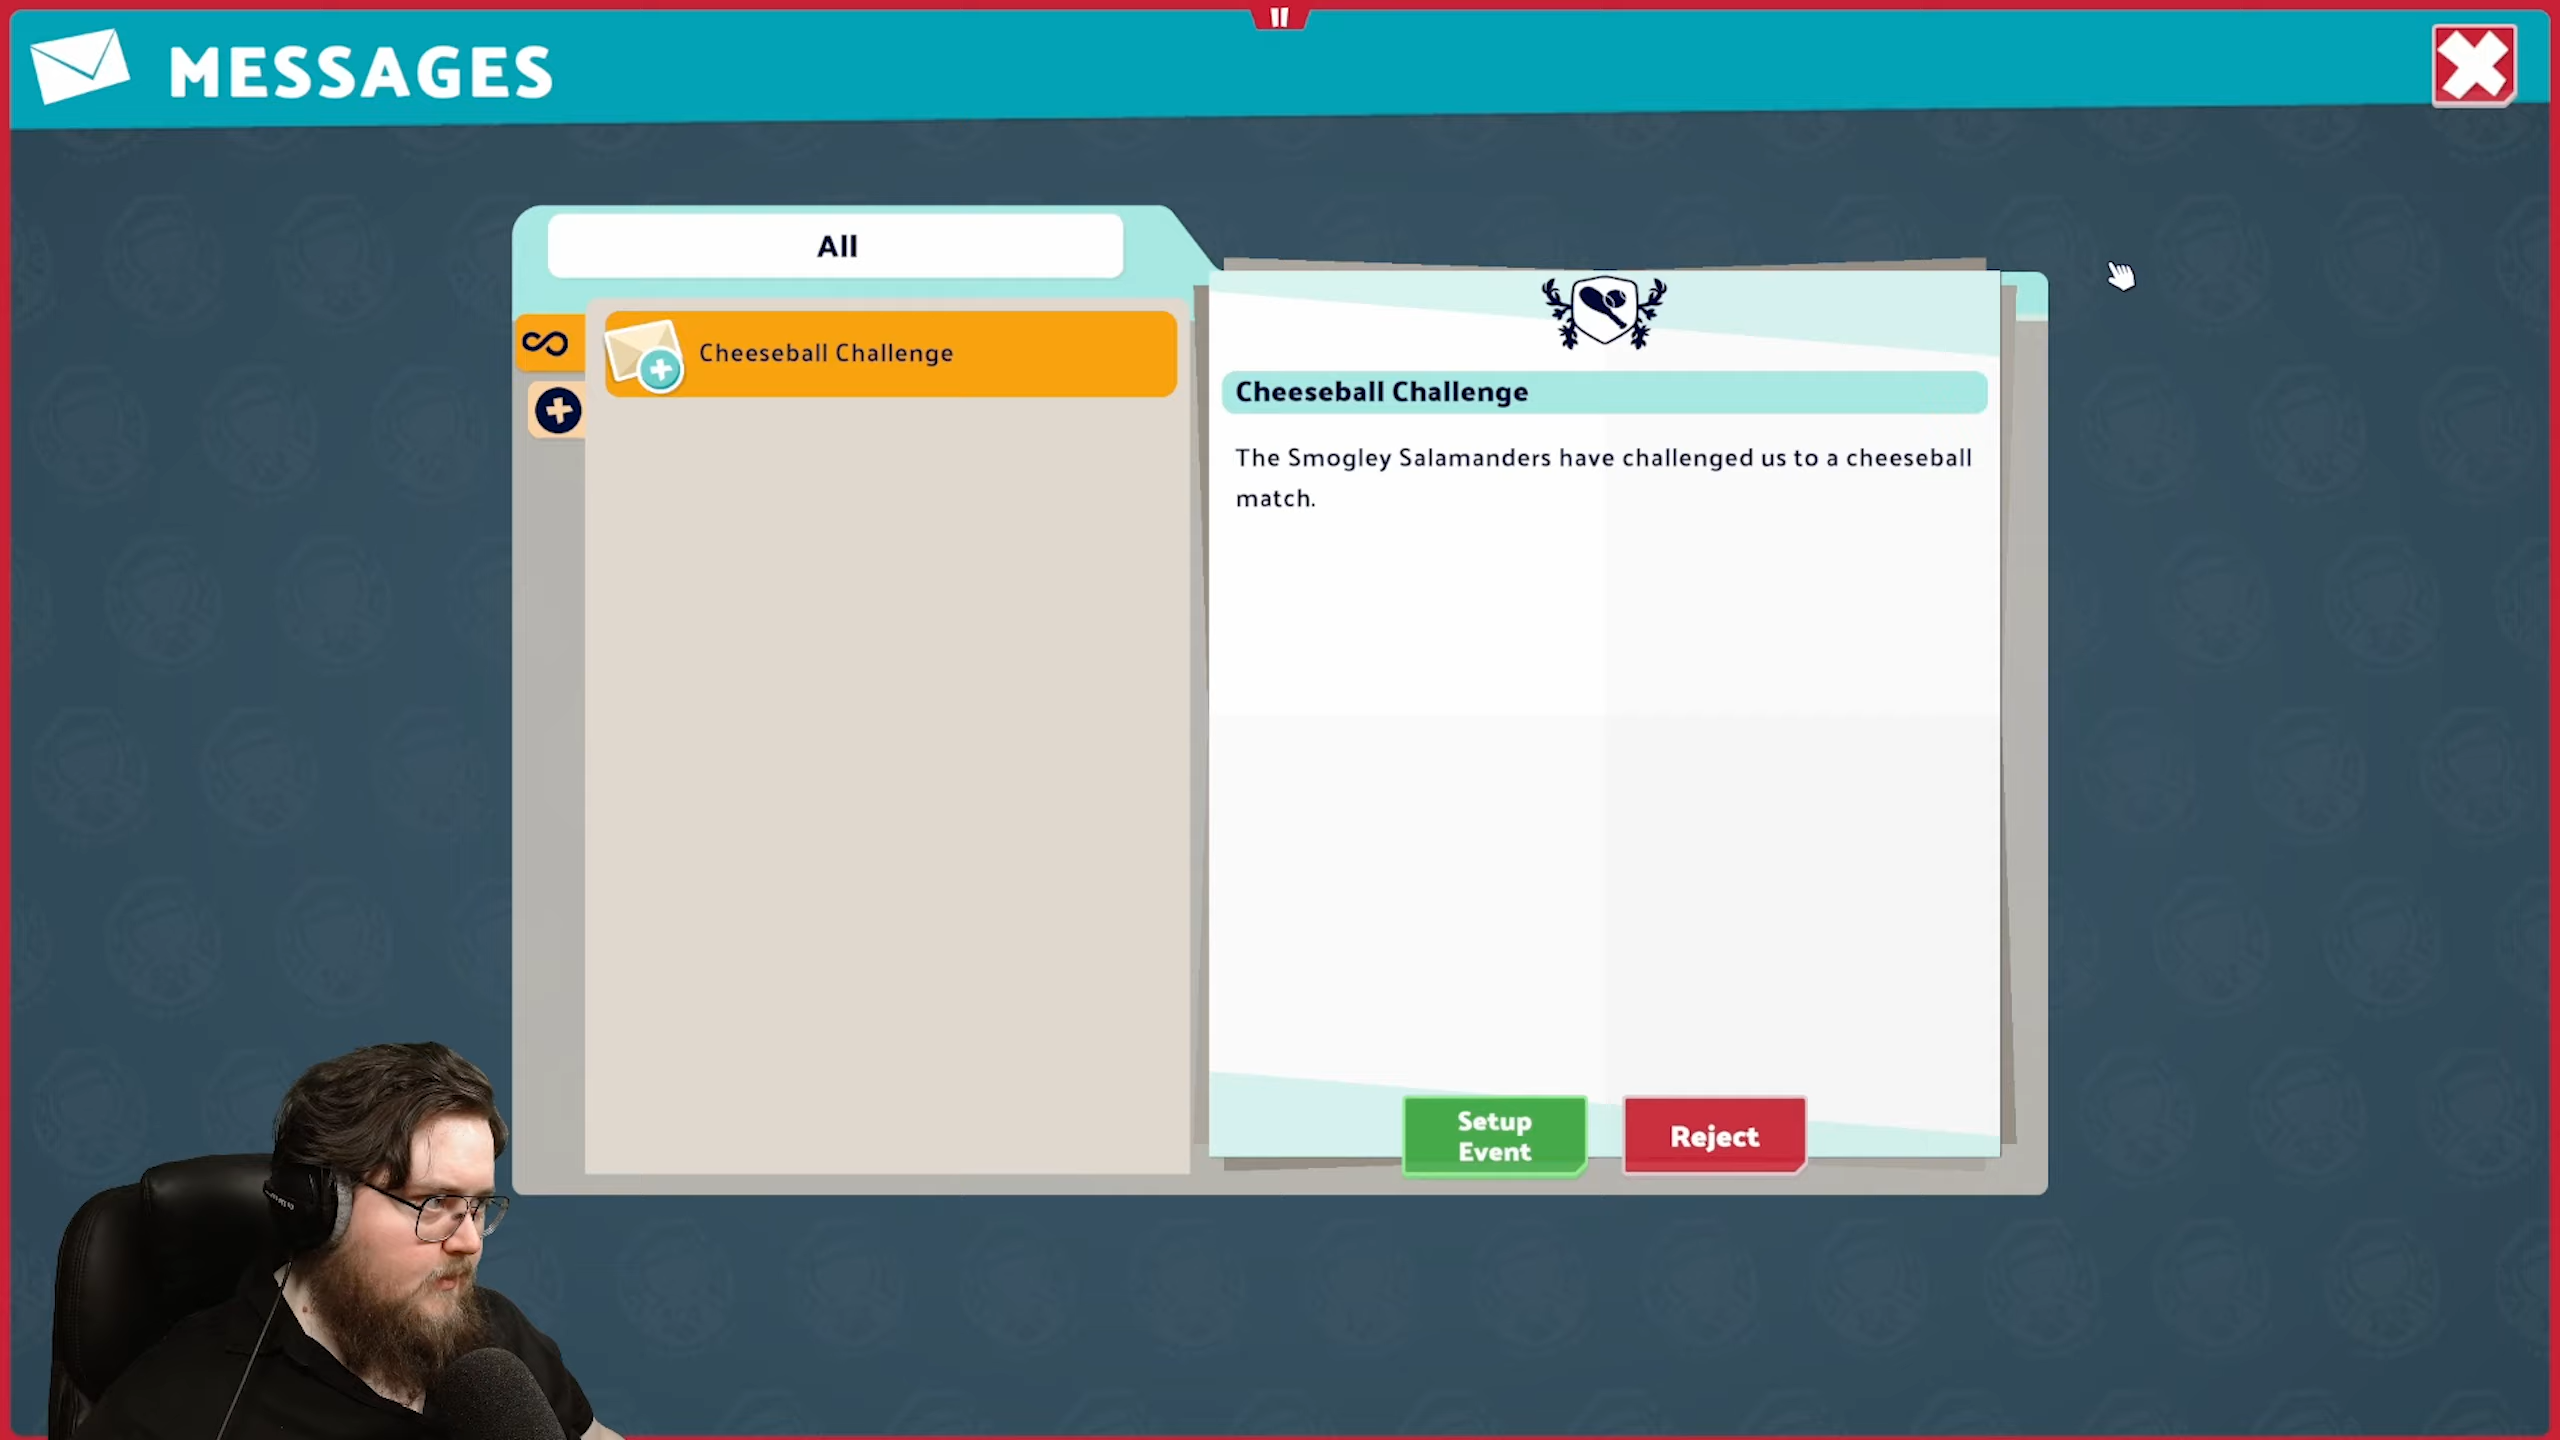 MESSAGES
All
Cheeseball Challenge
Cheeseball Challenge
The Smogley Salamanders have challenged us to a cheeseball
match.
Setup
Event
Reject